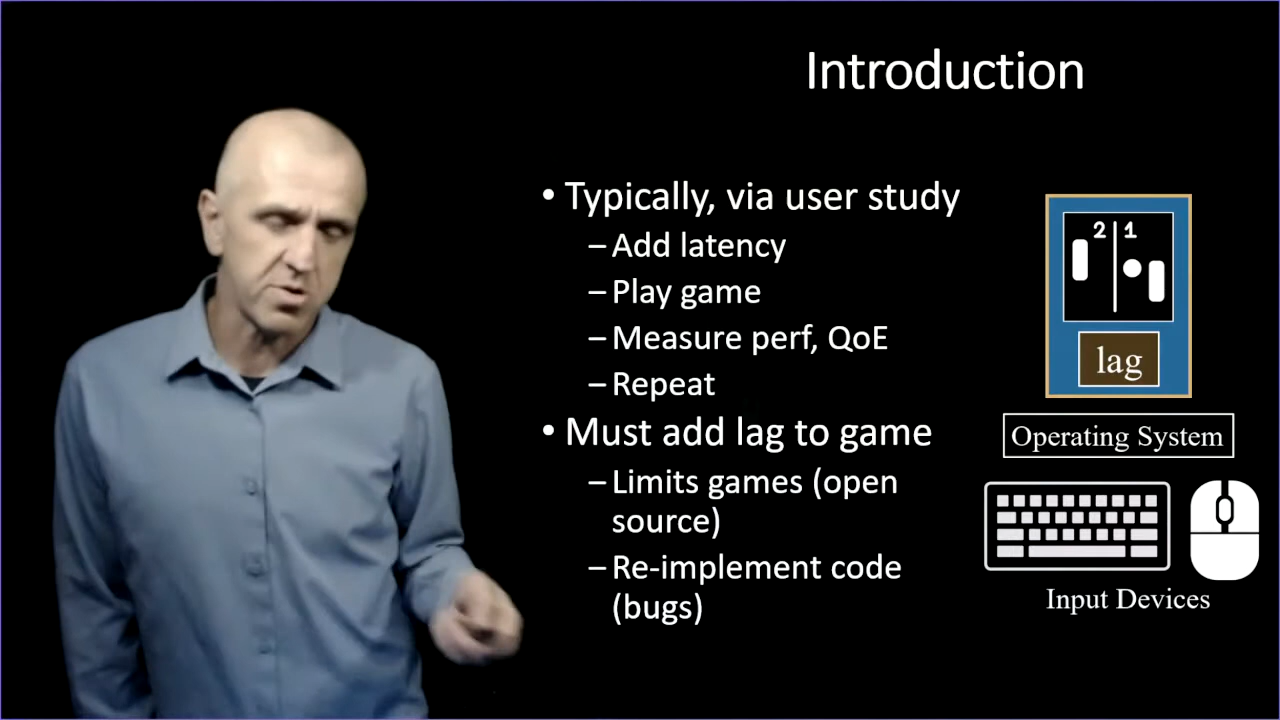 Introduction
• Typically, via user study
– Add latency
– Play game
– Measure perf, QoE
– Repeat
• Must add lag to game
– Limits games (open
source)
– Re-implement code
(bugs)
2 1
lag
Operating System
Input Devices